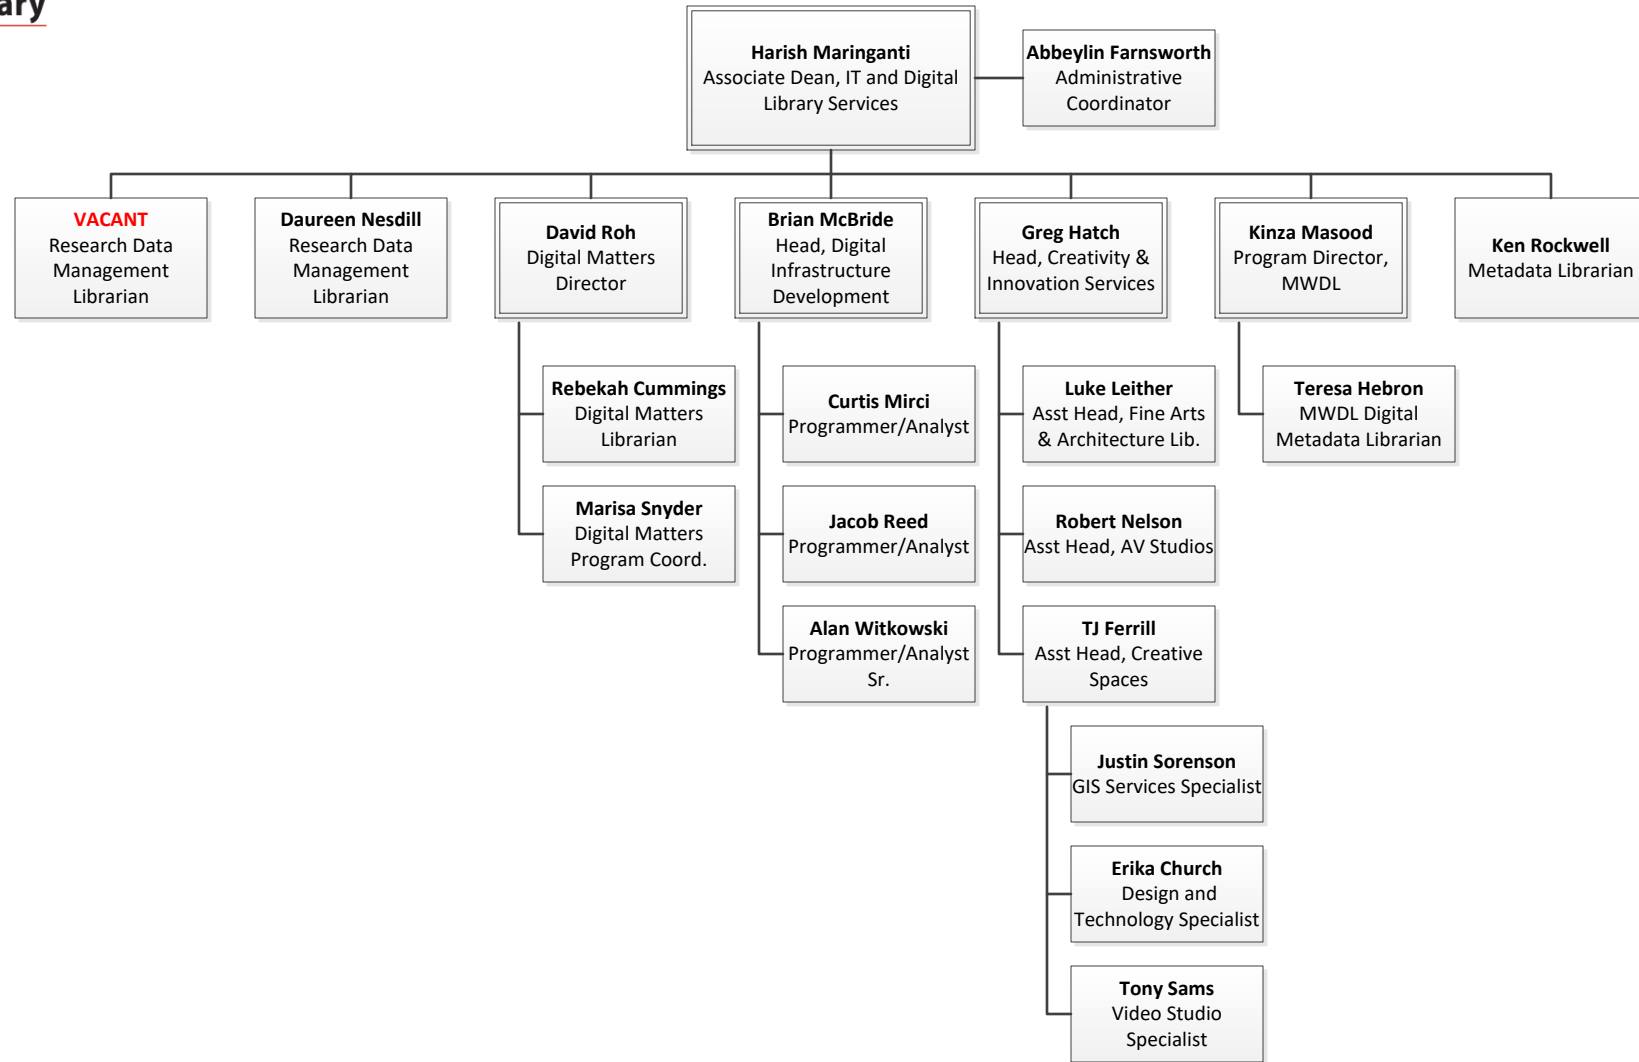 Harish Maringanti
Associate Dean, IT and Digital
Library Services
Abbeylin Farnsworth
Administrative
Coordinator
VACANT
Research Data
Management
Librarian
Daureen Nesdill
Research Data
Management
Librarian
David Roh
Digital Matters
Director
Brian McBride
Head, Digital
Infrastructure
Development
Greg Hatch
Head, Creativity &
Innovation Services
Kinza Masood
Program Director,
MWDL
Ken Rockwell
Metadata Librarian
Rebekah Cummings
Digital Matters
Librarian
Marisa Snyder
Digital Matters
Program Coord.
Curtis Mirci
Programmer/Analyst
Jacob Reed
Programmer/Analyst
Alan Witkowski
Programmer/Analyst
Sr.
Luke Leither
Asst Head, Fine Arts
& Architecture Lib.
Robert Nelson
Asst Head, AV Studios
TJ Ferrill
Asst Head, Creative
Spaces
Justin Sorenson
GIS Services Specialist
Erika Church
Design and
Technology Specialist
Tony Sams
Video Studio
Specialist
Teresa Hebron
MWDL Digital
Metadata Librarian